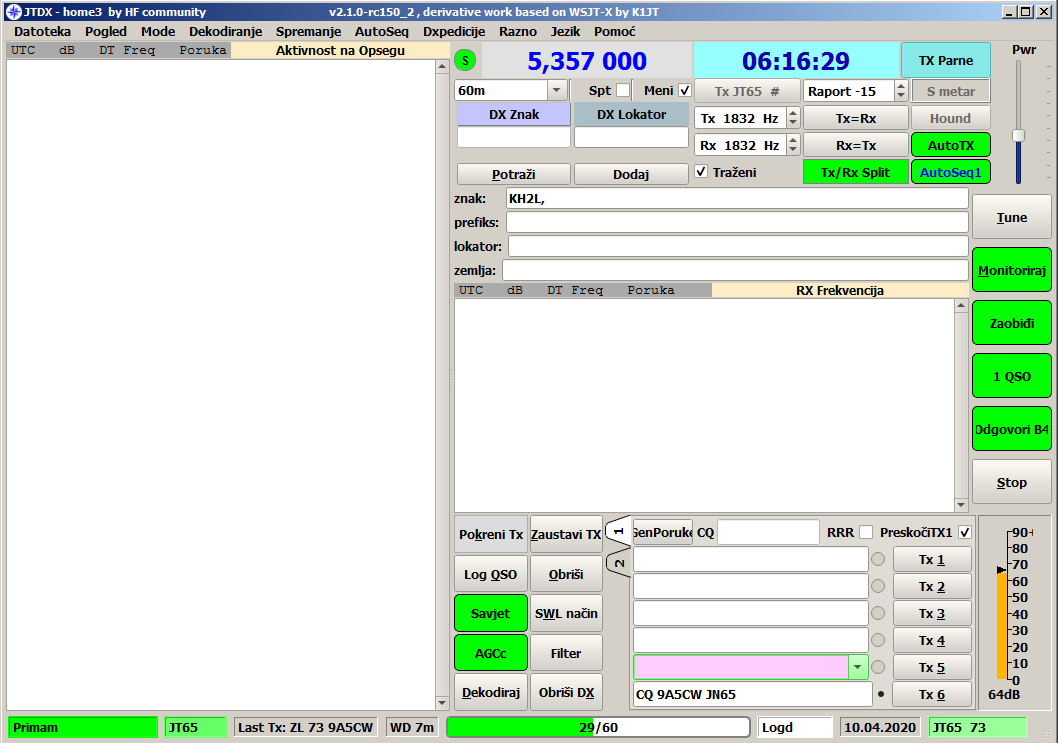 JTDX - home3 by HF community v2.1.0-rc150_2 , derivative work based on WSJT-X by K1JT
Datoteka Pogled Mode Dekodiranje Spremanje AutoSeq Dxpedicije Razno Jezik Pomoć
UTC dB DT Freq Poruka Aktivnost na Opsegu
S 5,357 000 06:16:29 TX Parne Pwr
60m Spt Meni Tx JT65 # Raport -15 S metar
DX Znak DX Lokator Tx 1832 Hz Tx=Rx Hound
Rx 1832 Hz Rx=Tx AutoTX
Potraži Dodaj Traženi Tx/Rx Split AutoSeq1
znak: KH2L,
prefiks:
lokator:
zemlja:
Tune
Monitoriraj
Zaobiđi
1 QSO
Odgovori B4
Stop
UTC dB DT Freq Poruka RX Frekvencija
Pokreni Tx Zaustavi TX
Log QSO Obriši
Savjet SWL način
AGCc Filter
Dekodiraj Obriši DX
1
2
GenPoruke CQ RRR PreskočiTX1
Tx 1
Tx 2
Tx 3
Tx 4
Tx 5
CQ 9A5CW JN65 Tx 6
90+
80
70
60
50
40
30
20
10
0
64dB
Primam JT65 Last Tx: ZL 73 9A5CW WD 7m 29/60 Logd 10.04.2020 JT65 73